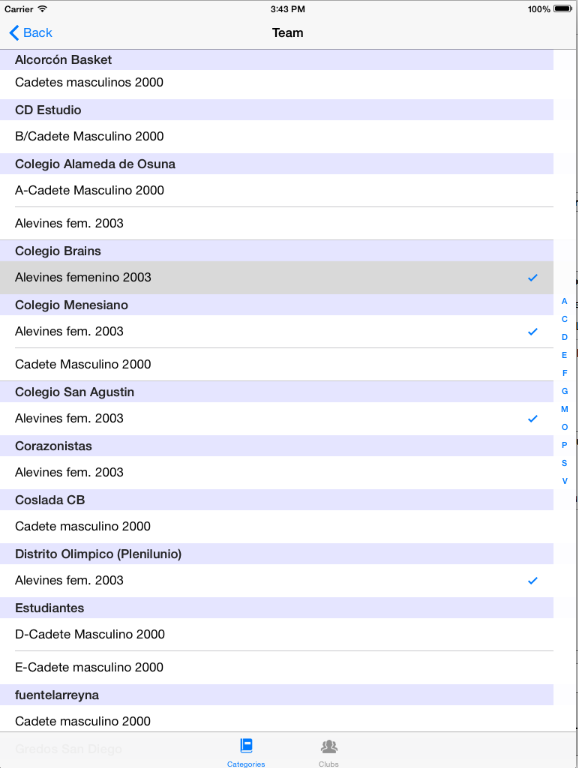 Carrier 3:43 PM 100%
Back Team
Alcorcón Basket
Cadetes masculinos 2000
CD Estudio
B/Cadete Masculino 2000
Colegio Alameda de Osuna
A-Cadete Masculino 2000
Alevines fem. 2003
Colegio Brains
Alevines femenino 2003
Colegio Menesiano
Alevines fem. 2003
Cadete Masculino 2000
Colegio San Agustin
Alevines fem. 2003
Corazonistas
Alevines fem. 2003
Coslada CB
Cadete masculino 2000
Distrito Olimpico (Plenilunio)
Alevines fem. 2003
Estudiantes
D-Cadete Masculino 2000
E-Cadete masculino 2000
fuentelarreyna
Cadete masculino 2000
Gredos San Diego
A
C
D
E
F
G
M
O
P
S
V
Categories Clubs